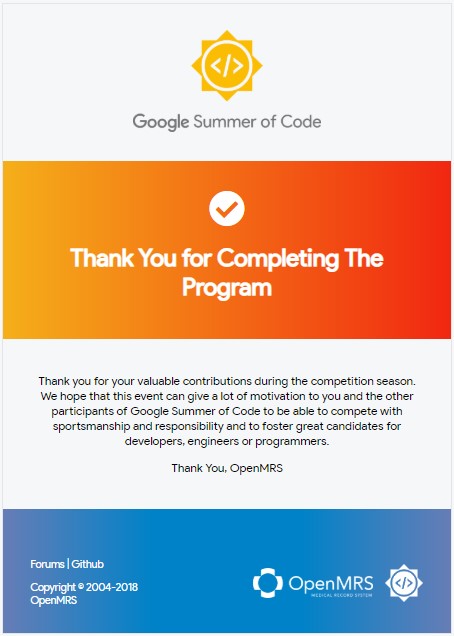 </>
Google Summer of Code
Thank You for Completing The
Program
Thank you for your valuable contributions during the competition season.
We hope that this event can give a lot of motivation to you and the other
participants of Google Summer of Code to be able to compete with
sportsmanship and responsibility and to foster great candidates for
developers, engineers or programmers.
Thank You, OpenMRS
Forums | Github
Copyright © 2004-2018
OpenMRS
OpenMRS
MEDICAL RECORD SYSTEM
</>